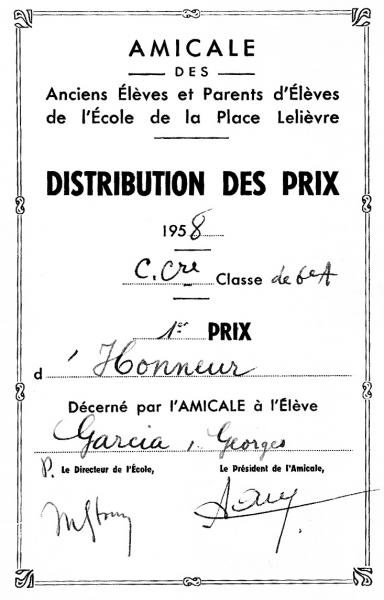 AMICALE
DES
Anciens Élèves et Parents d'Élèves
de l'École de la Place Lelièvre
DISTRIBUTION DES PRIX
1958
C. Cre Classe de 6e A
1er PRIX
d'Honneur
Décerné par l'AMICALE à l'Élève
Garcia, Georges
P. Le Directeur de l'École, Le Président de l'Amicale,